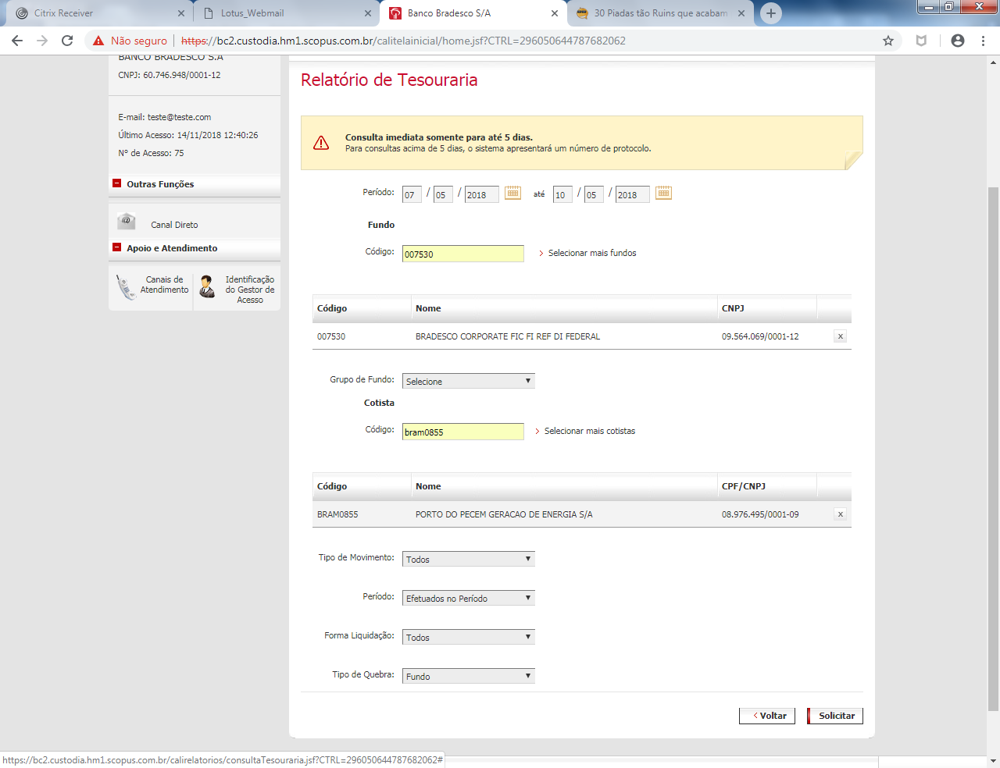 Citrix Receiver
Lotus_Webmail
Banco Bradesco S/A
30 Piadas tão Ruins que acabam
Não seguro
https://bc2.custodia.hm1.scopus.com.br/calitelainicial/home.jsf?CTRL=296050644787682062
BANCO BRADESCO S.A
CNPJ: 60.746.948/0001-12
E-mail: teste@teste.com
Último Acesso: 14/11/2018 12:40:26
Nº de Acesso: 75
Outras Funções
Canal Direto
Apoio e Atendimento
Canais de Atendimento
Identificação do Gestor de Acesso
Relatório de Tesouraria
Consulta imediata somente para até 5 dias.
Para consultas acima de 5 dias, o sistema apresentará um número de protocolo.
Período: 07 / 05 / 2018 até 10 / 05 / 2018
Fundo
Código: 007530 > Selecionar mais fundos
Código Nome CNPJ
007530 BRADESCO CORPORATE FIC FI REF DI FEDERAL 09.564.069/0001-12 x
Grupo de Fundo: Selecione
Cotista
Código: bram0855 > Selecionar mais cotistas
Código Nome CPF/CNPJ
BRAM0855 PORTO DO PECEM GERACAO DE ENERGIA S/A 08.976.495/0001-09 x
Tipo de Movimento: Todos
Período: Efetuados no Período
Forma Liquidação: Todos
Tipo de Quebra: Fundo
< Voltar
Solicitar
https://bc2.custodia.hm1.scopus.com.br/calirelatorios/consultaTesouraria.jsf?CTRL=296050644787682062#